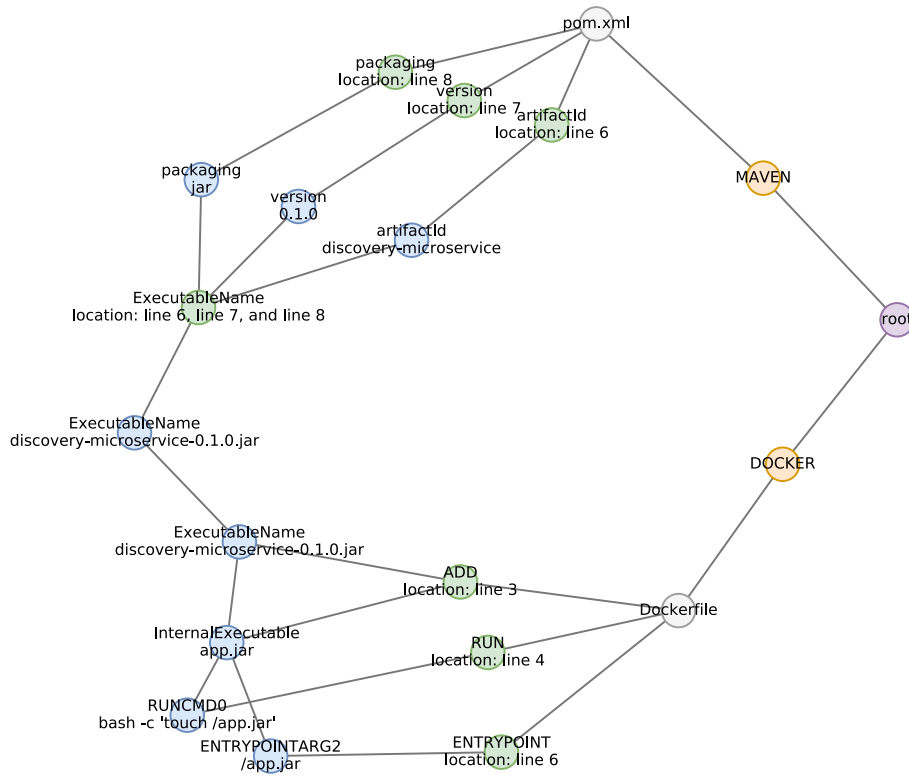 pom.xml
packaging
location: line 8
version
location: line 7
artifactId
location: line 6
packaging
jar
MAVEN
version
0.1.0
artifactId
discovery-microservice
ExecutableName
location: line 6, line 7, and line 8
root
ExecutableName
discovery-microservice-0.1.0.jar
DOCKER
ExecutableName
discovery-microservice-0.1.0.jar
ADD
location: line 3
Dockerfile
InternalExecutable
app.jar
RUN
location: line 4
RUNCMD0
bash -c 'touch /app.jar'
ENTRYPOINTARG2
/app.jar
ENTRYPOINT
location: line 6